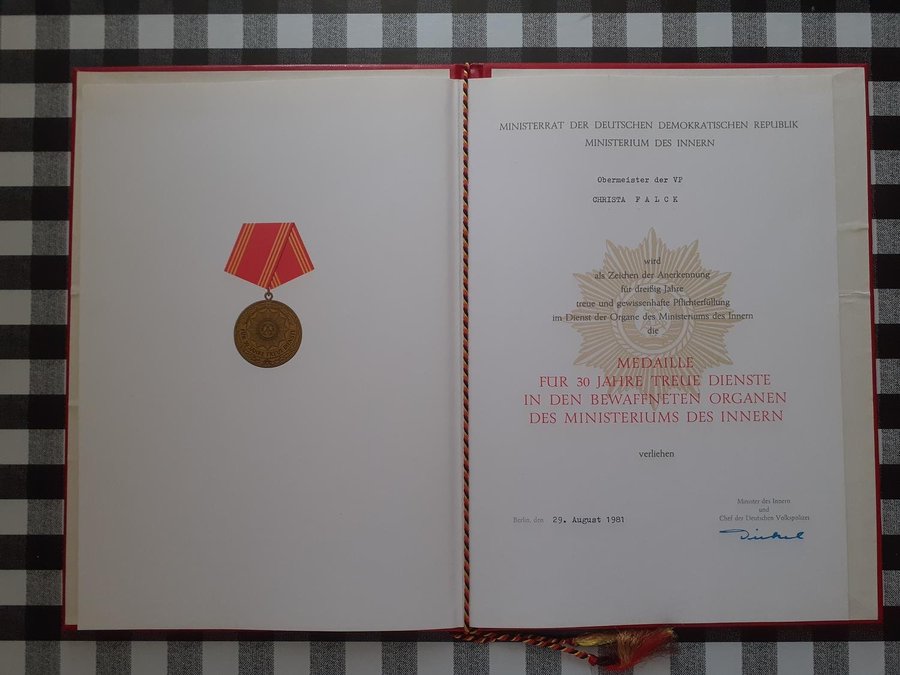 MINISTERRAT DER DEUTSCHEN DEMOKRATISCHEN REPUBLIK
MINISTERIUM DES INNERN
Obermeister der VP
CHRISTA F A L C K
wird
als Zeichen der Anerkennung
für dreißig Jahre
treue und gewissenhafte Pflichterfüllung
im Dienst der Organe des Ministeriums des Innern
die
MEDAILLE
FÜR 30 JAHRE TREUE DIENSTE
IN DEN BEWAFFNETEN ORGANEN
DES MINISTERIUMS DES INNERN
verliehen
Minister des Innern
und
Chef der Deutschen Volkspolizei
Berlin, den 29. August 1981
Dickel